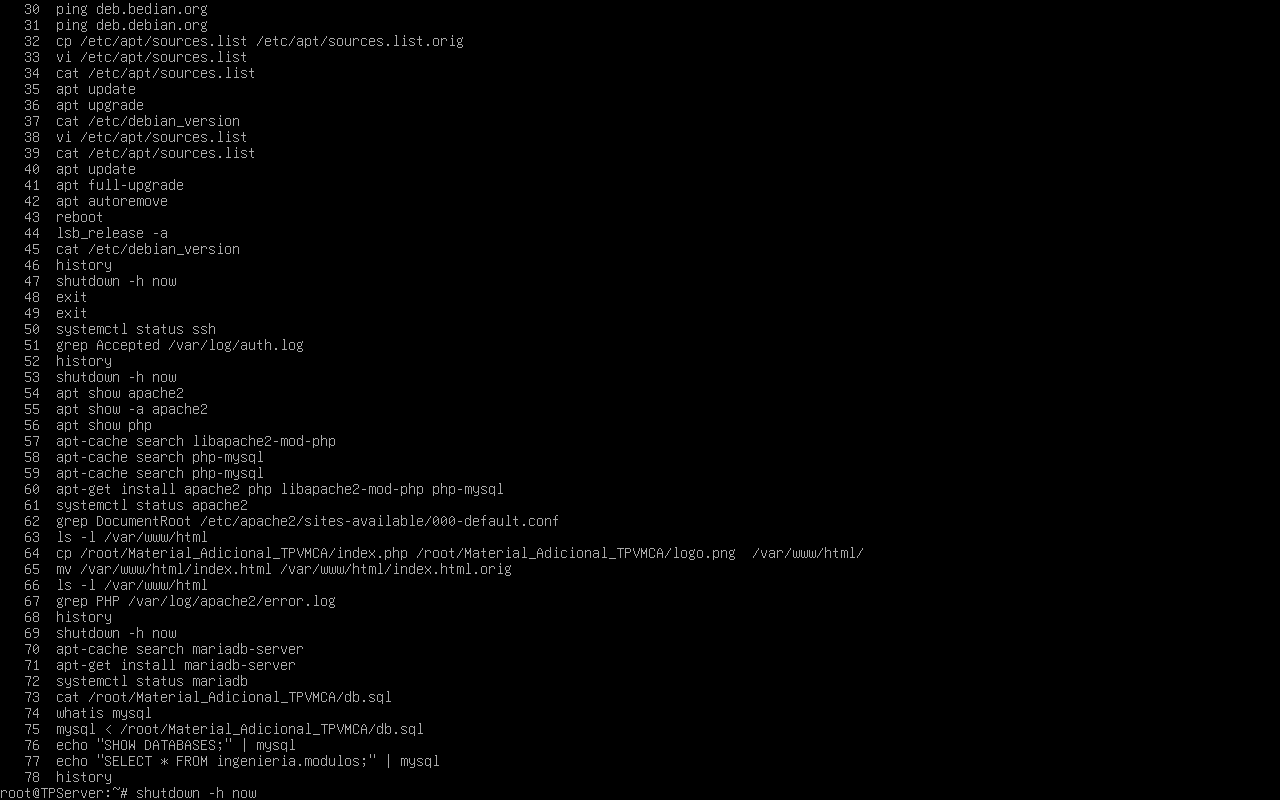 30 ping deb.bedian.org
31 ping deb.debian.org
32 cp /etc/apt/sources.list /etc/apt/sources.list.orig
33 vi /etc/apt/sources.list
34 cat /etc/apt/sources.list
35 apt update
36 apt upgrade
37 cat /etc/debian_version
38 vi /etc/apt/sources.list
39 cat /etc/apt/sources.list
40 apt update
41 apt full-upgrade
42 apt autoremove
43 reboot
44 lsb_release -a
45 cat /etc/debian_version
46 history
47 shutdown -h now
48 exit
49 exit
50 systemctl status ssh
51 grep Accepted /var/log/auth.log
52 history
53 shutdown -h now
54 apt show apache2
55 apt show -a apache2
56 apt show php
57 apt-cache search libapache2-mod-php
58 apt-cache search php-mysql
59 apt-cache search php-mysql
60 apt-get install apache2 php libapache2-mod-php php-mysql
61 systemctl status apache2
62 grep DocumentRoot /etc/apache2/sites-available/000-default.conf
63 ls -l /var/www/html
64 cp /root/Material_Adicional_TPVMCA/index.php /root/Material_Adicional_TPVMCA/logo.png  /var/www/html/
65 mv /var/www/html/index.html /var/www/html/index.html.orig
66 ls -l /var/www/html
67 grep PHP /var/log/apache2/error.log
68 history
69 shutdown -h now
70 apt-cache search mariadb-server
71 apt-get install mariadb-server
72 systemctl status mariadb
73 cat /root/Material_Adicional_TPVMCA/db.sql
74 whatis mysql
75 mysql < /root/Material_Adicional_TPVMCA/db.sql
76 echo "SHOW DATABASES;" | mysql
77 echo "SELECT * FROM ingenieria.modulos;" | mysql
78 history
root@TPServer:~# shutdown -h now